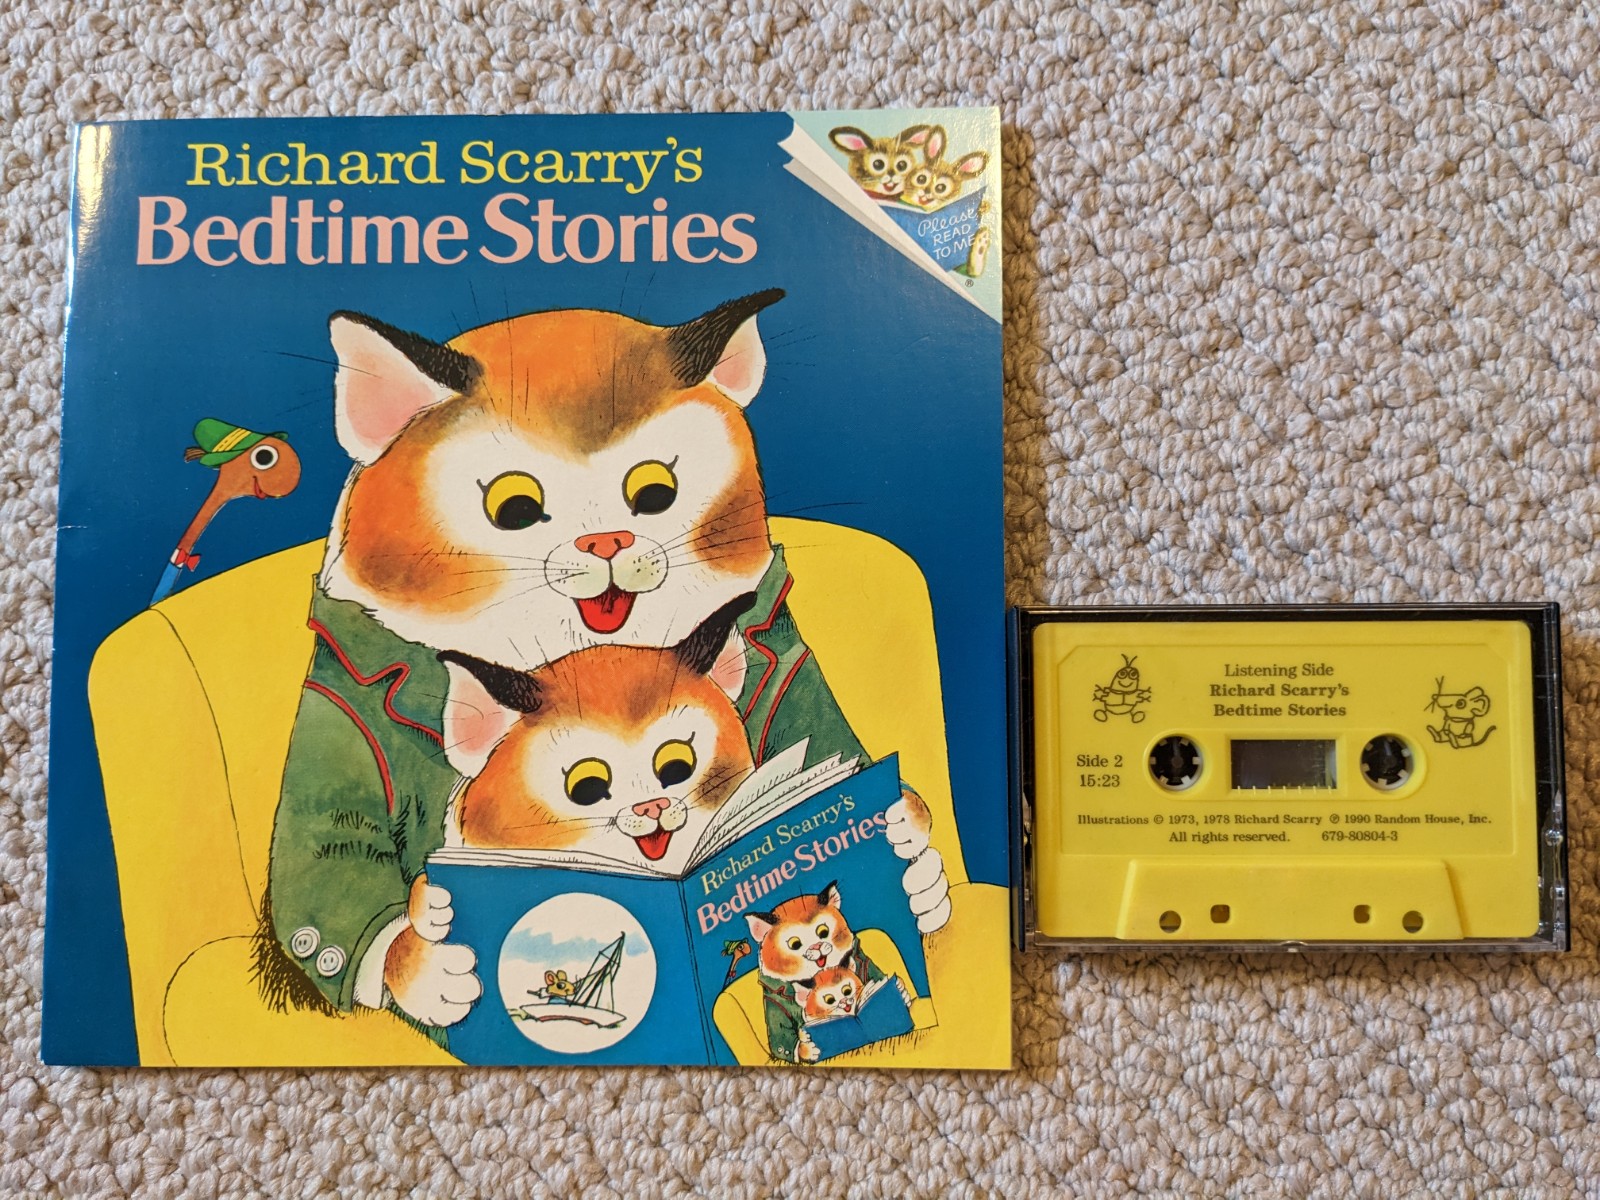 Richard Scarry's
Bedtime Stories
Please
READ
TO ME
®
Richard Scarry's
Bedtime Stories
Listening Side
Richard Scarry's
Bedtime Stories
Side 2
15:23
Illustrations © 1973, 1978 Richard Scarry ℗ 1990 Random House, Inc.
All rights reserved. 679-80804-3